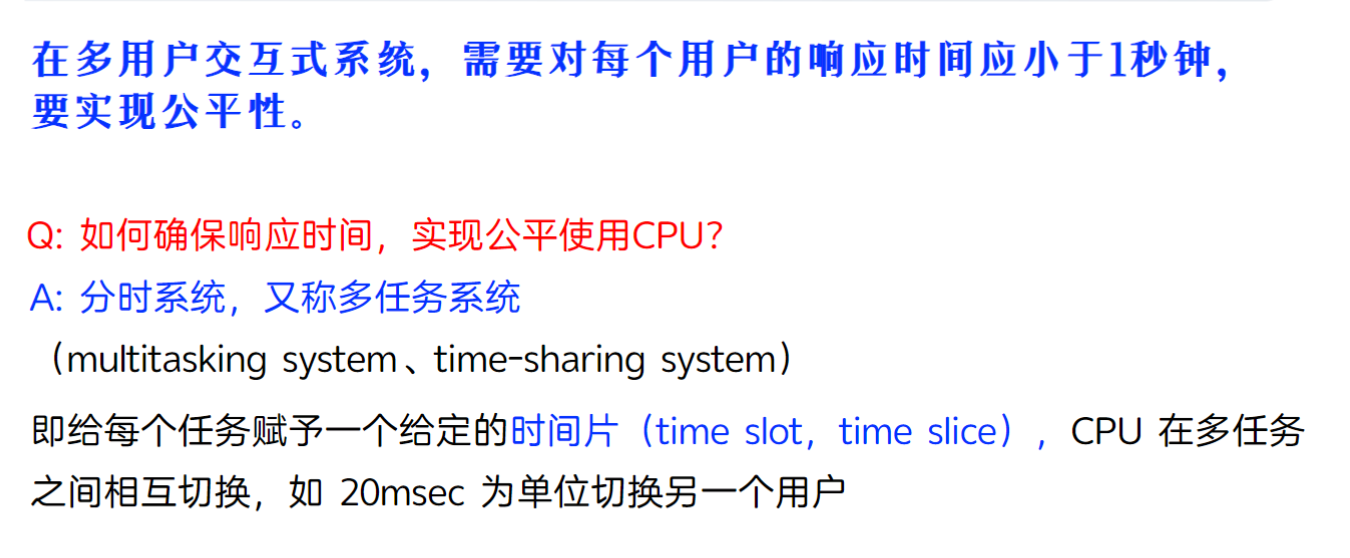 在多用户交互式系统，需要对每个用户的响应时间应小于1秒钟，
要实现公平性。
Q: 如何确保响应时间，实现公平使用CPU？
A: 分时系统，又称多任务系统
（multitasking system、time-sharing system）
即给每个任务赋予一个给定的时间片（time slot，time slice），CPU 在多任务
之间相互切换，如 20msec 为单位切换另一个用户